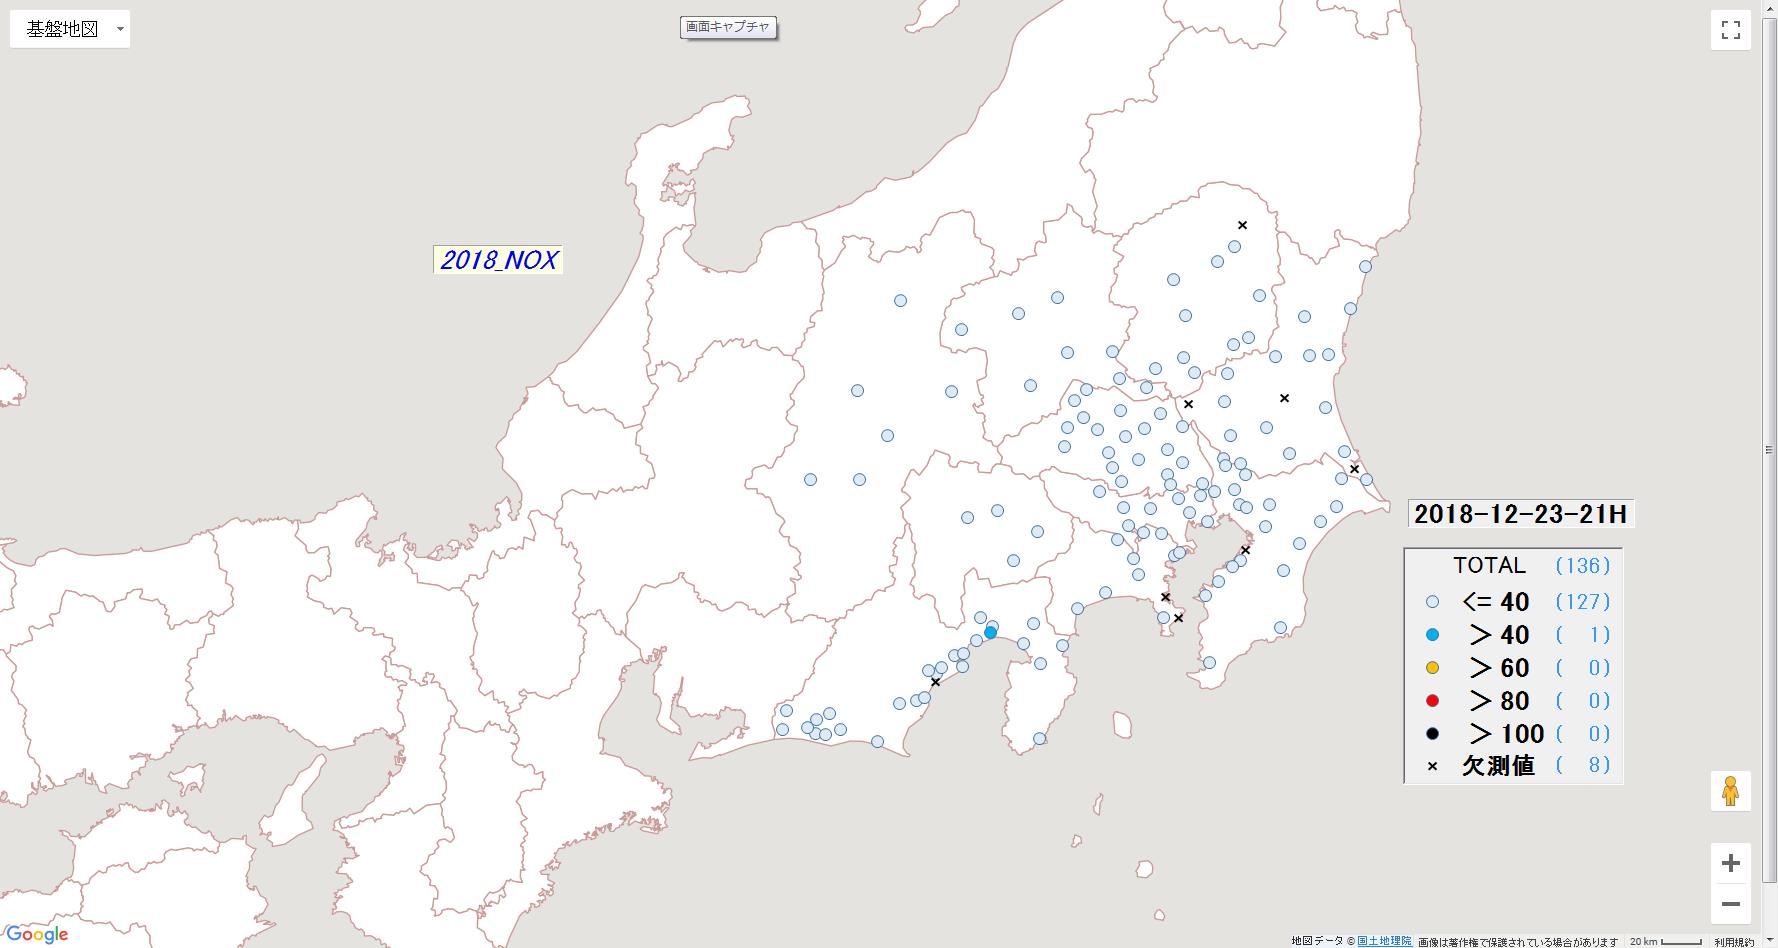 基盤地図
画面キャプチャ
2018_NOX
2018-12-23-21H
TOTAL (136)
<= 40 (127)
> 40 ( 1)
> 60 ( 0)
> 80 ( 0)
> 100 ( 0)
× 欠測値 ( 8)
Google
地図データ © 国土地理院 画像は著作権で保護されている場合があります 20 km 利用規約